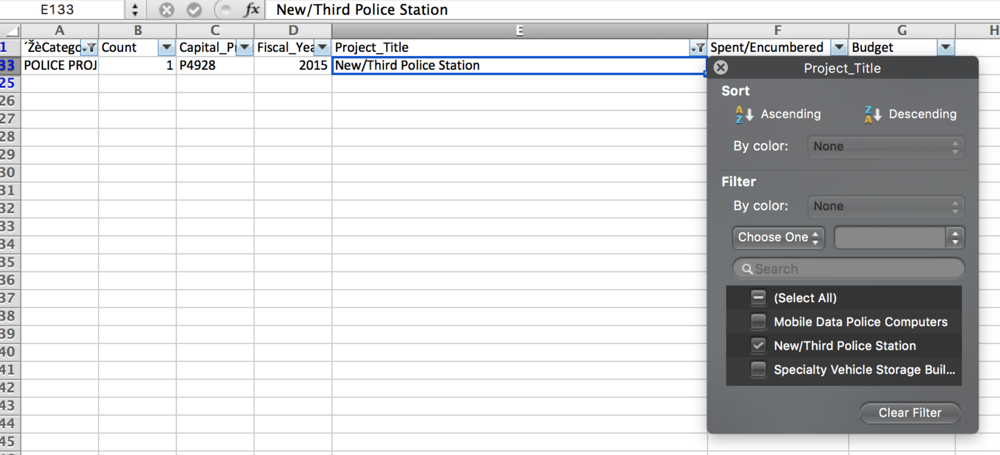 E133 fx New/Third Police Station
A B C D E F G H
1 ´ŽèCatego Count Capital_Pr Fiscal_Yea Project_Title Spent/Encumbered Budget
33 POLICE PROJ 1 P4928 2015 New/Third Police Station
Project_Title
25
Sort
26
Ascending Descending
27
28
By color: None
29
30
Filter
31
32
By color: None
33
Choose One
34
35
Search
36
37
(Select All)
38
Mobile Data Police Computers
39
New/Third Police Station
40
41
Specialty Vehicle Storage Buil...
42
43
Clear Filter
44
45